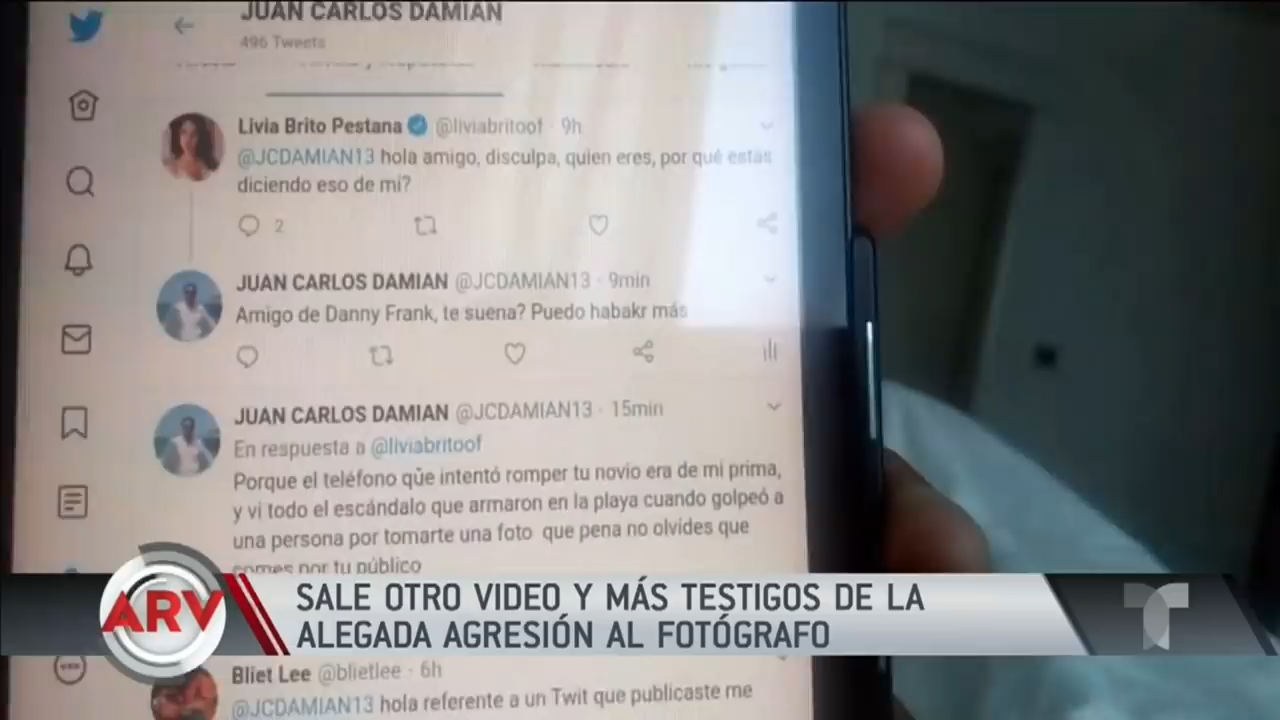 JUAN CARLOS DAMIAN
496 Tweets
Livia Brito Pestana @liviabritoof · 9h
@JCDAMIAN13 hola amigo, disculpa, quien eres, por qué estás
diciendo eso de mi?
2
JUAN CARLOS DAMIAN @JCDAMIAN13 · 9min
Amigo de Danny Frank, te suena? Puedo habakr más
JUAN CARLOS DAMIAN @JCDAMIAN13 · 15min
En respuesta a @liviabritoof
Porque el teléfono que intentó romper tu novio era de mi prima,
y vi todo el escándalo que armaron en la playa cuando golpeó a
una persona por tomarte una foto que pena no olvides que
comes por tu público
ARV
SALE OTRO VIDEO Y MÁS TESTIGOS DE LA
ALEGADA AGRESIÓN AL FOTÓGRAFO
T
Bliet Lee @blietlee · 6h
@JCDAMIAN13 hola referente a un Twit que publicaste me